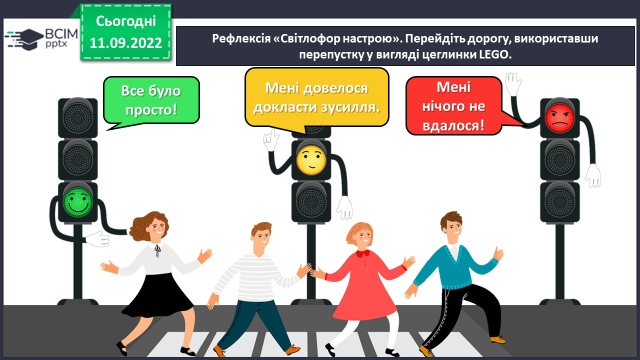 Сьогодні
11.09.2022
ВСІМ
pptx
Рефлексія «Світлофор настрою». Перейдіть дорогу, використавши
перепустку у вигляді цеглинки LEGO.
Все було
просто!
Мені довелося
докласти зусилля.
Мені
нічого не
вдалося!